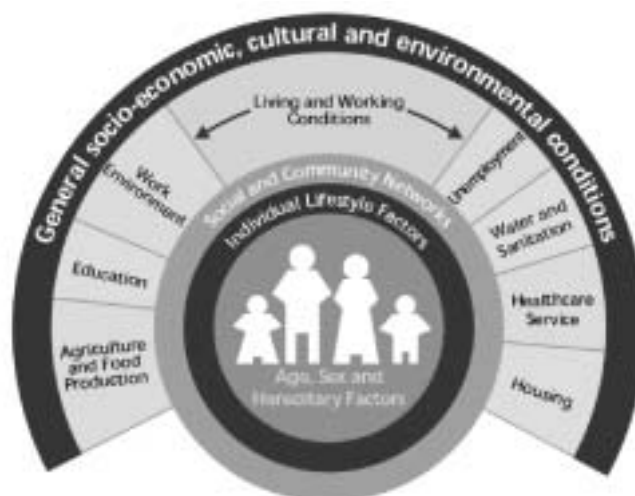 General socio-economic, cultural and environmental conditions
Living and Working
Conditions
Work
Environment
Unemployment
Social and Community Networks
Individual Lifestyle Factors
Water and
Sanitation
Education
Healthcare
Service
Agriculture
and Food
Production
Housing
Age, Sex and
Hereditary Factors